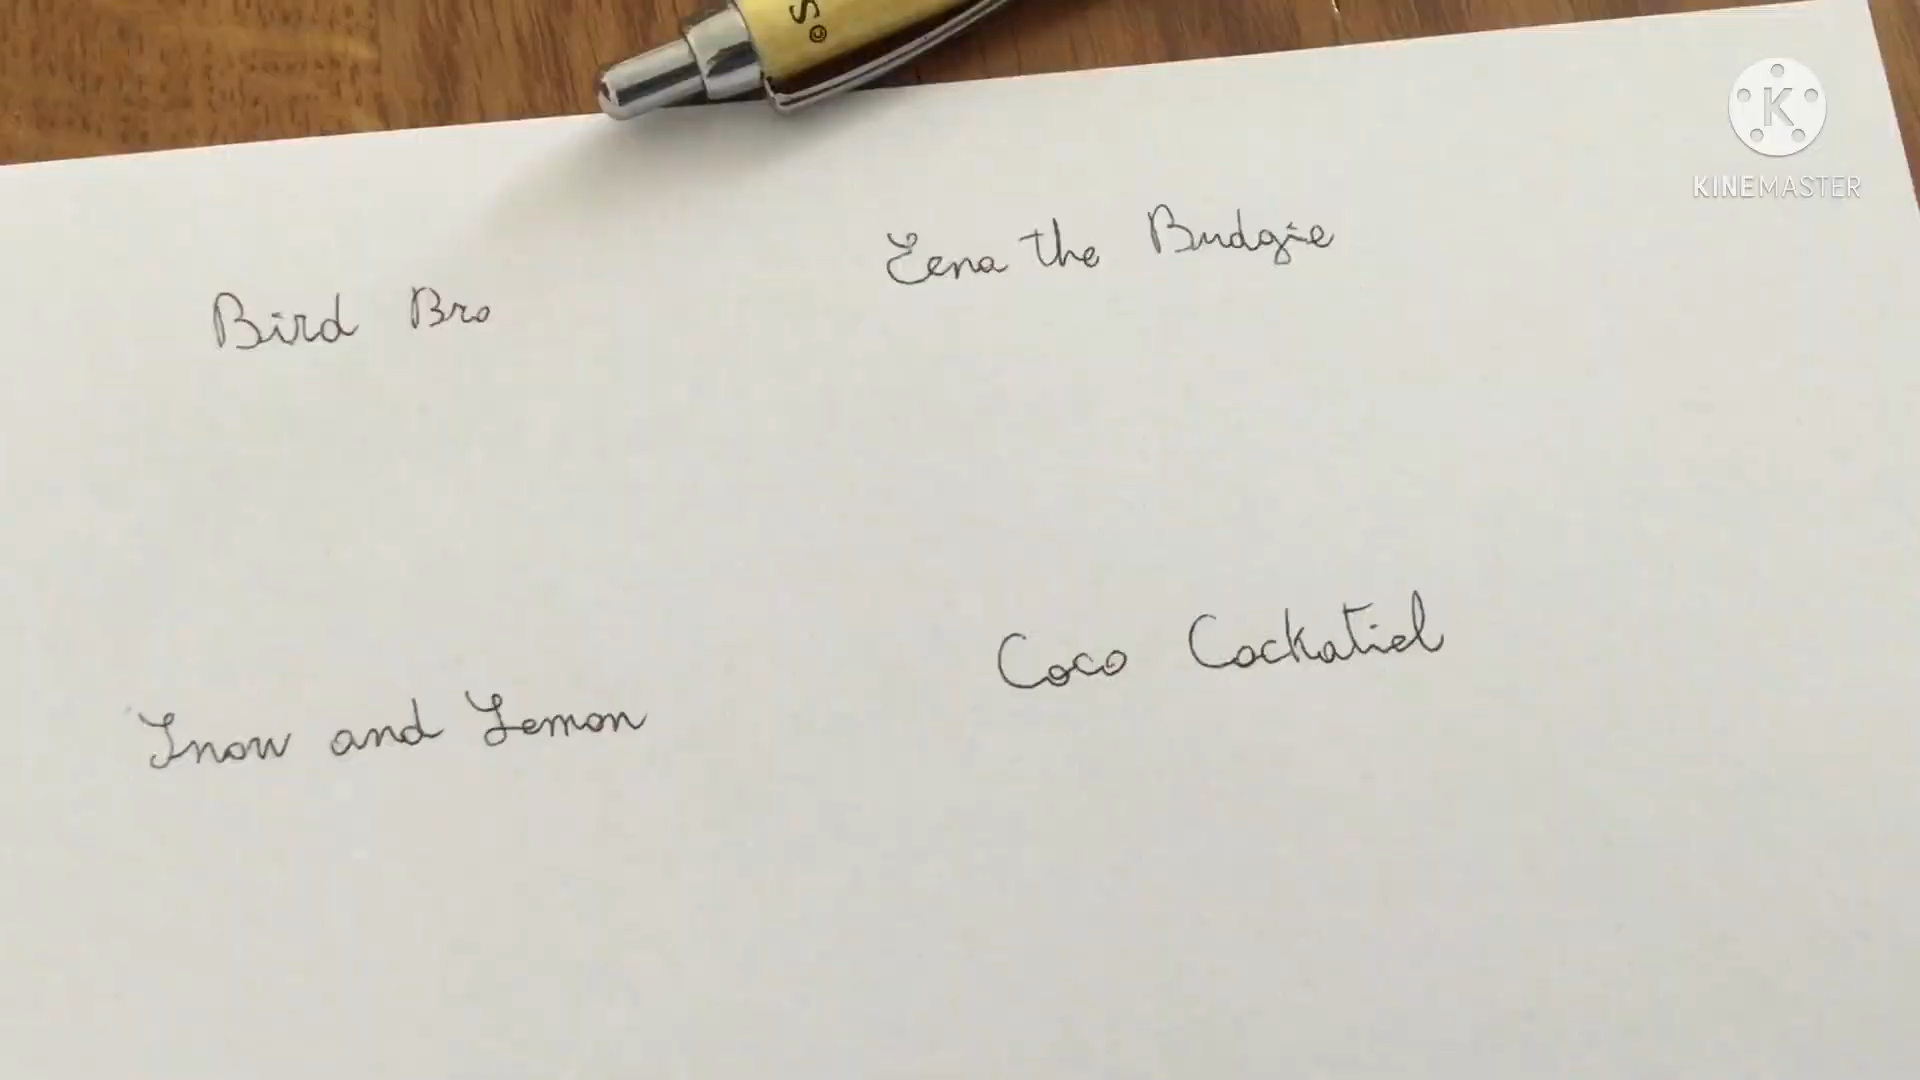 S©
KINEMASTER
Bird Bro
the Budgie
Snow and Lemon
Coco Cockatiel